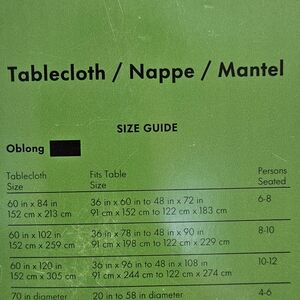 Tablecloth / Nappe / Mantel
SIZE GUIDE
Oblong
Tablecloth Size Fits Table Size Persons Seated
60 in x 84 in 36 in x 60 in to 48 in x 72 in 6-8
152 cm x 213 cm 91 cm x 152 cm to 122 cm x 183 cm
60 in x 102 in 36 in x 78 in to 48 in x 90 in 8-10
152 cm x 259 cm 91 cm x 198 cm to 122 cm x 229 cm
60 in x 120 in 36 in x 96 in to 48 in x 108 in 10-12
152 cm x 305 cm 91 cm x 244 cm to 122 cm x 274 cm
70 in diameter 20 in to 58 in diameter 4-6